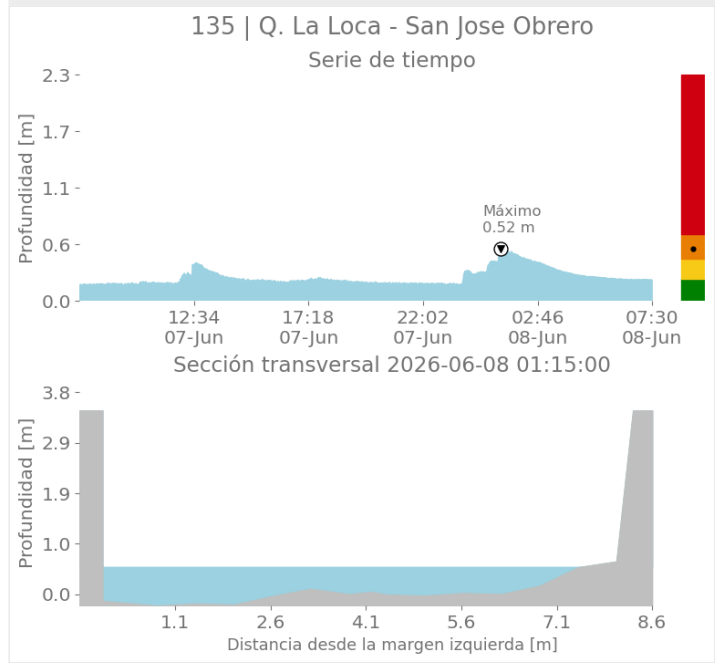 135 | Q. La Loca - San Jose Obrero
Serie de tiempo
Profundidad [m]
2.3
1.7
1.1
0.6
0.0
Máximo
0.52 m
12:34 17:18 22:02 02:46 07:30
07-Jun 07-Jun 07-Jun 08-Jun 08-Jun
Sección transversal 2026-06-08 01:15:00
Profundidad [m]
3.8
2.9
1.9
1.0
0.0
1.1 2.6 4.1 5.6 7.1 8.6
Distancia desde la margen izquierda [m]